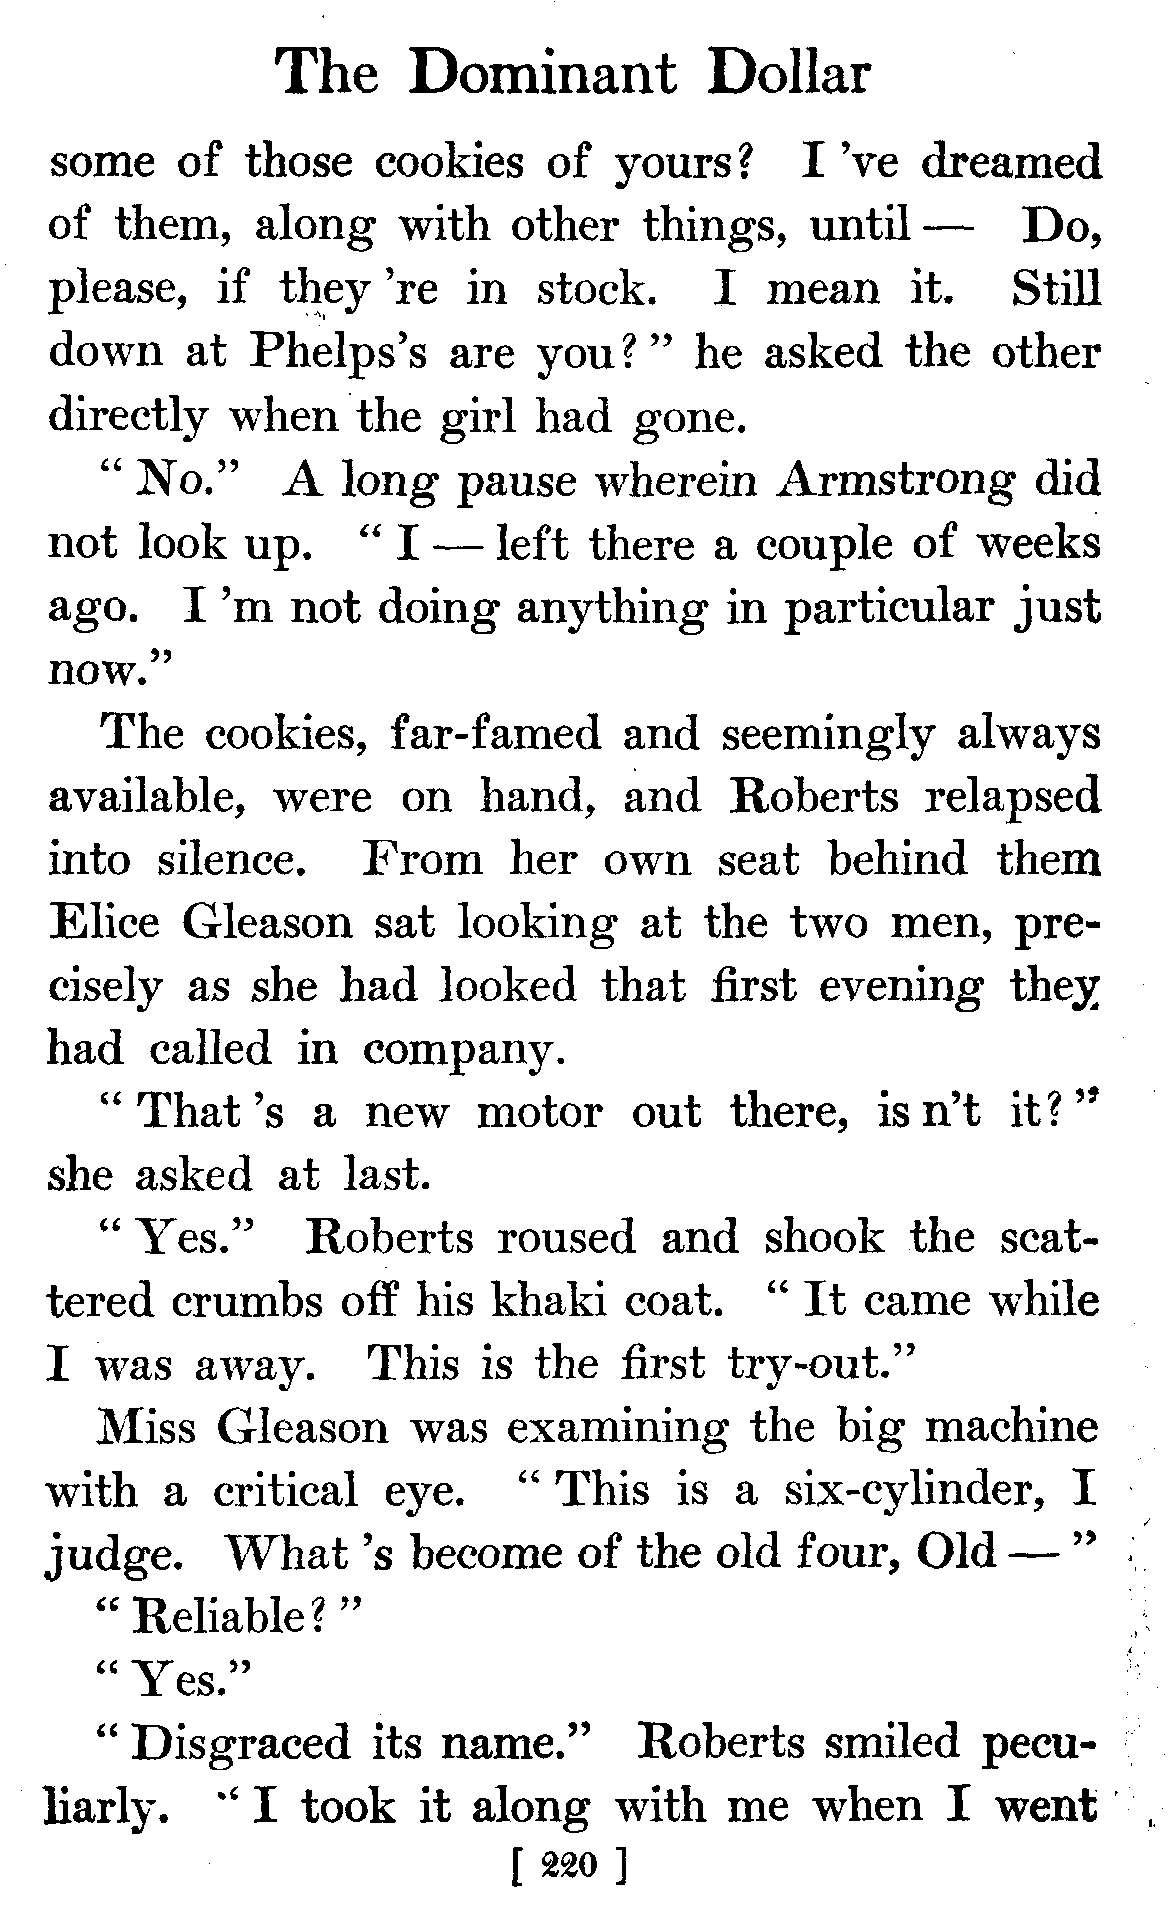 The Dominant Dollar
some of those cookies of yours? I 've dreamed
of them, along with other things, until — Do,
please, if they 're in stock. I mean it. Still
down at Phelps's are you? " he asked the other
directly when the girl had gone.
" No." A long pause wherein Armstrong did
not look up. " I — left there a couple of weeks
ago. I 'm not doing anything in particular just
now."
The cookies, far-famed and seemingly always
available, were on hand, and Roberts relapsed
into silence. From her own seat behind them
Elice Gleason sat looking at the two men, pre-
cisely as she had looked that first evening they
had called in company.
" That 's a new motor out there, is n't it? "
she asked at last.
" Yes." Roberts roused and shook the scat-
tered crumbs off his khaki coat. " It came while
I was away. This is the first try-out."
Miss Gleason was examining the big machine
with a critical eye. " This is a six-cylinder, I
judge. What 's become of the old four, Old — "
" Reliable? "
" Yes."
" Disgraced its name." Roberts smiled pecu-
liarly. " I took it along with me when I went
[ 220 ]